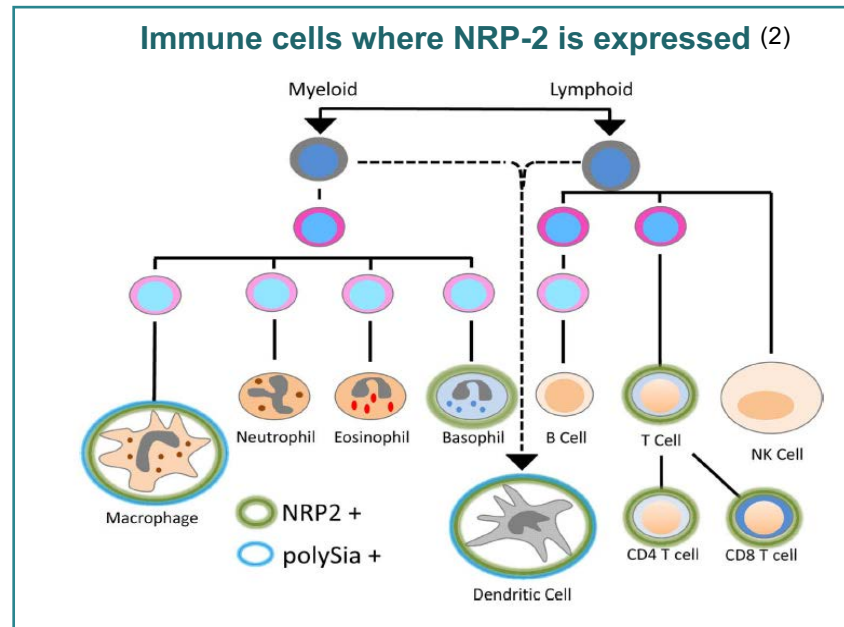 Immune cells where NRP-2 is expressed (2)
Myeloid
Lymphoid
Neutrophil
Eosinophil
Basophil
B Cell
T Cell
NK Cell
Macrophage
NRP2 +
polySia +
CD4 T cell
CD8 T cell
Dendritic Cell